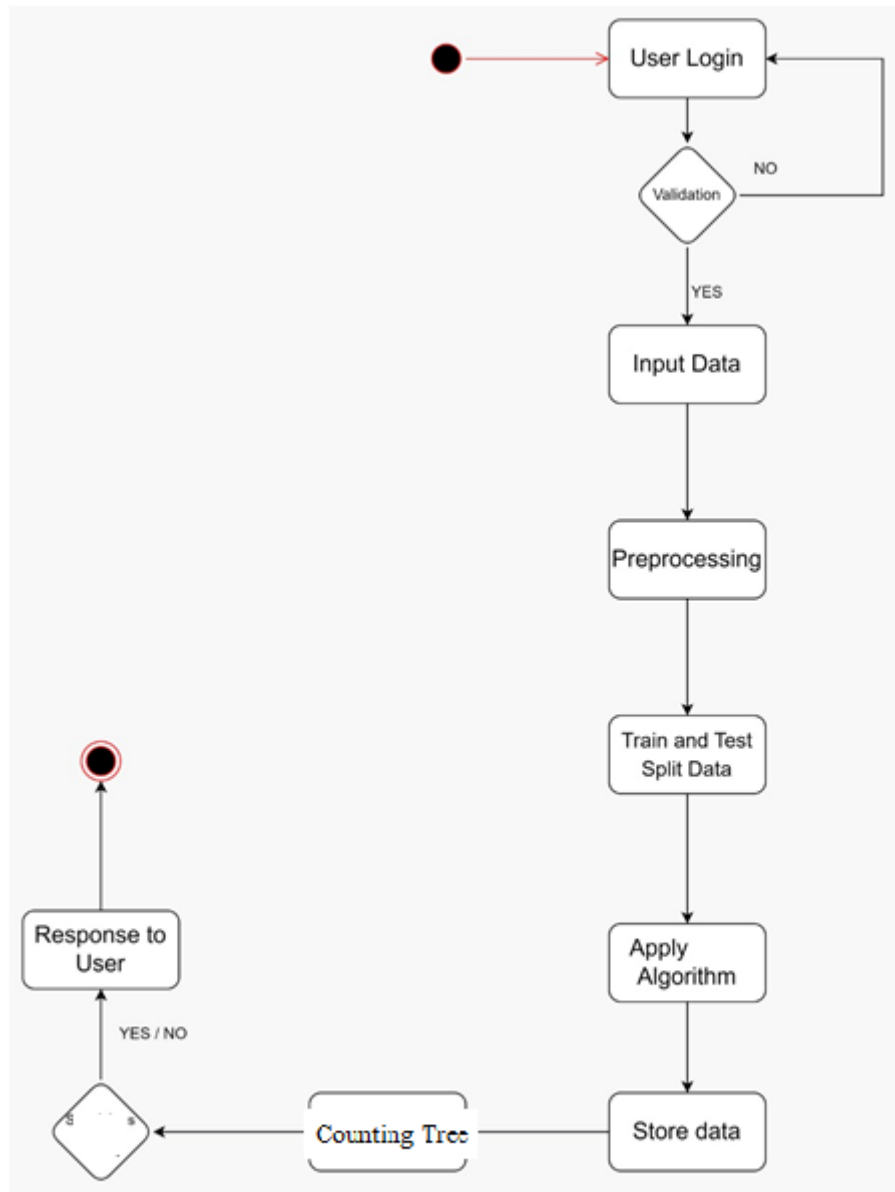 User Login
Validation
NO
YES
Input Data
Preprocessing
Train and Test
Split Data
Apply
Algorithm
Store data
Counting Tree
YES / NO
Response to
User